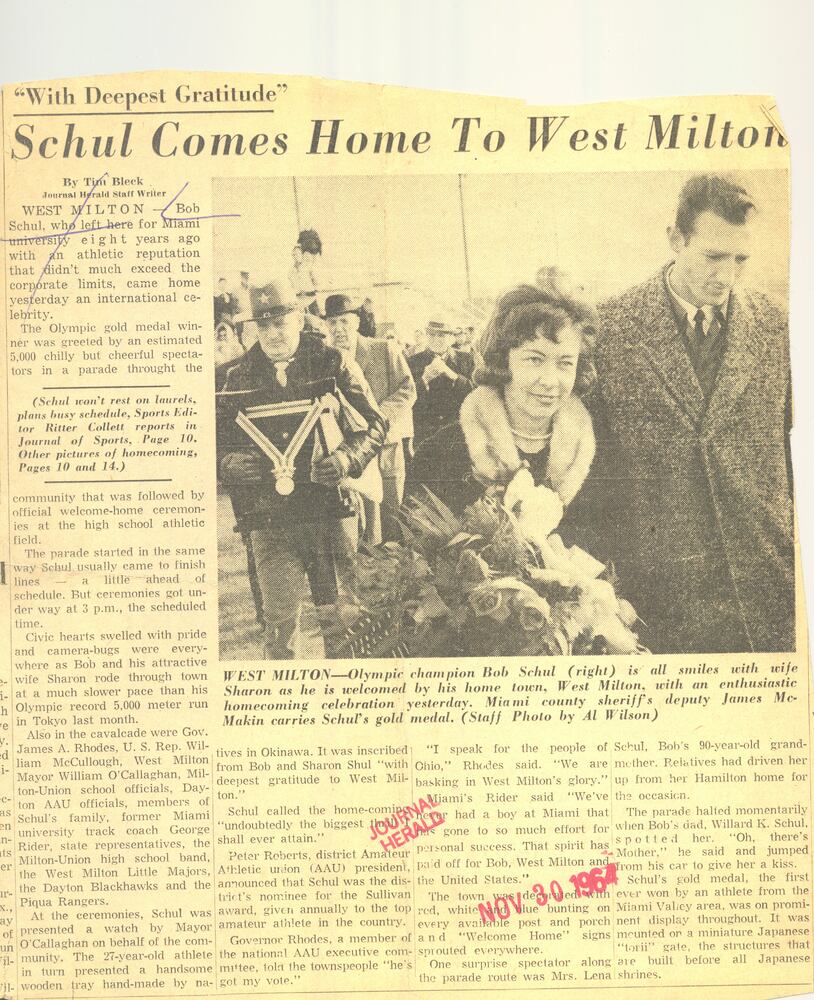 "With Deepest Gratitude"
Schul Comes Home To West Milton
By Tim Bleck
Journal Herald Staff Writer
WEST MILTON — Bob
Schul, who left here for Miami
university eight years ago
with an athletic reputation
that didn't much exceed the
corporate limits, came home
yesterday an international ce-
lebrity.
The Olympic gold medal win-
ner was greeted by an estimated
5,000 chilly but cheerful specta-
tors in a parade throughout the
(Schul won't rest on laurels,
plans busy schedule, Sports Edi-
tor Ritter Collett reports in
Journal of Sports, Page 10.
Other pictures of homecoming,
Pages 10 and 14.)
community that was followed by
official welcome-home ceremon-
ies at the high school athletic
field.
The parade started in the same
way Schul usually came to finish
lines — a little ahead of
schedule. But ceremonies got un-
der way at 3 p.m., the scheduled
time.
Civic hearts swelled with pride
and camera-bugs were every-
where as Bob and his attractive
wife Sharon rode through town
at a much slower pace than his
Olympic record 5,000 meter run
in Tokyo last month.
Also in the cavalcade were Gov.
James A. Rhodes, U. S. Rep. Wil-
liam McCullough, West Milton
Mayor William O'Callaghan, Mil-
ton-Union school officials, Day-
ton AAU officials, members of
Schul's family, former Miami
university track coach George
Rider, state representatives, the
Milton-Union high school band,
the West Milton Little Majors,
the Dayton Blackhawks and the
Piqua Rangers.
At the ceremonies, Schul was
presented a watch by Mayor
O'Callaghan on behalf of the com-
munity. The 27-year-old athlete
in turn presented a handsome
wooden tray hand-made by na-
WEST MILTON—Olympic champion Bob Schul (right) is all smiles with wife
Sharon as he is welcomed by his home town, West Milton, with an enthusiastic
homecoming celebration yesterday. Miami county sheriff's deputy James Mc-
Makin carries Schul's gold medal. (Staff Photo by Al Wilson)
tives in Okinawa. It was inscribed
from Bob and Sharon Shul "with
deepest gratitude to West Mil-
ton."
Schul called the home-coming
"undoubtedly the biggest thrill I
shall ever attain."
Peter Roberts, district Amateur
Athletic union (AAU) president,
announced that Schul was the dis-
trict's nominee for the Sullivan
award, given annually to the top
amateur athlete in the country.
Governor Rhodes, a member of
the national AAU executive com-
mittee, told the townspeople "he's
got my vote."
"I speak for the people of
Ohio," Rhodes said. "We are
basking in West Milton's glory."
Miami's Rider said "We've
never had a boy at Miami that
has gone to so much effort for
personal success. That spirit has
paid off for Bob, West Milton and
the United States."
The town was decorated with
red, white and blue bunting on
every available post and porch
and "Welcome Home" signs
sprouted everywhere.
One surprise spectator along
the parade route was Mrs. Lena
Schul, Bob's 90-year-old grand-
mother. Relatives had driven her
up from her Hamilton home for
the occasion.
The parade halted momentarily
when Bob's dad, Willard K. Schul,
spotted her. "Oh, there's
Mother," he said and jumped
from his car to give her a kiss.
Schul's gold medal, the first
ever won by an athlete from the
Miami Valley area, was on promi-
nent display throughout. It was
mounted on a miniature Japanese
"torii" gate, the structures that
are built before all Japanese
shrines.
JOURNAL
HERALD
NOV 30 1964